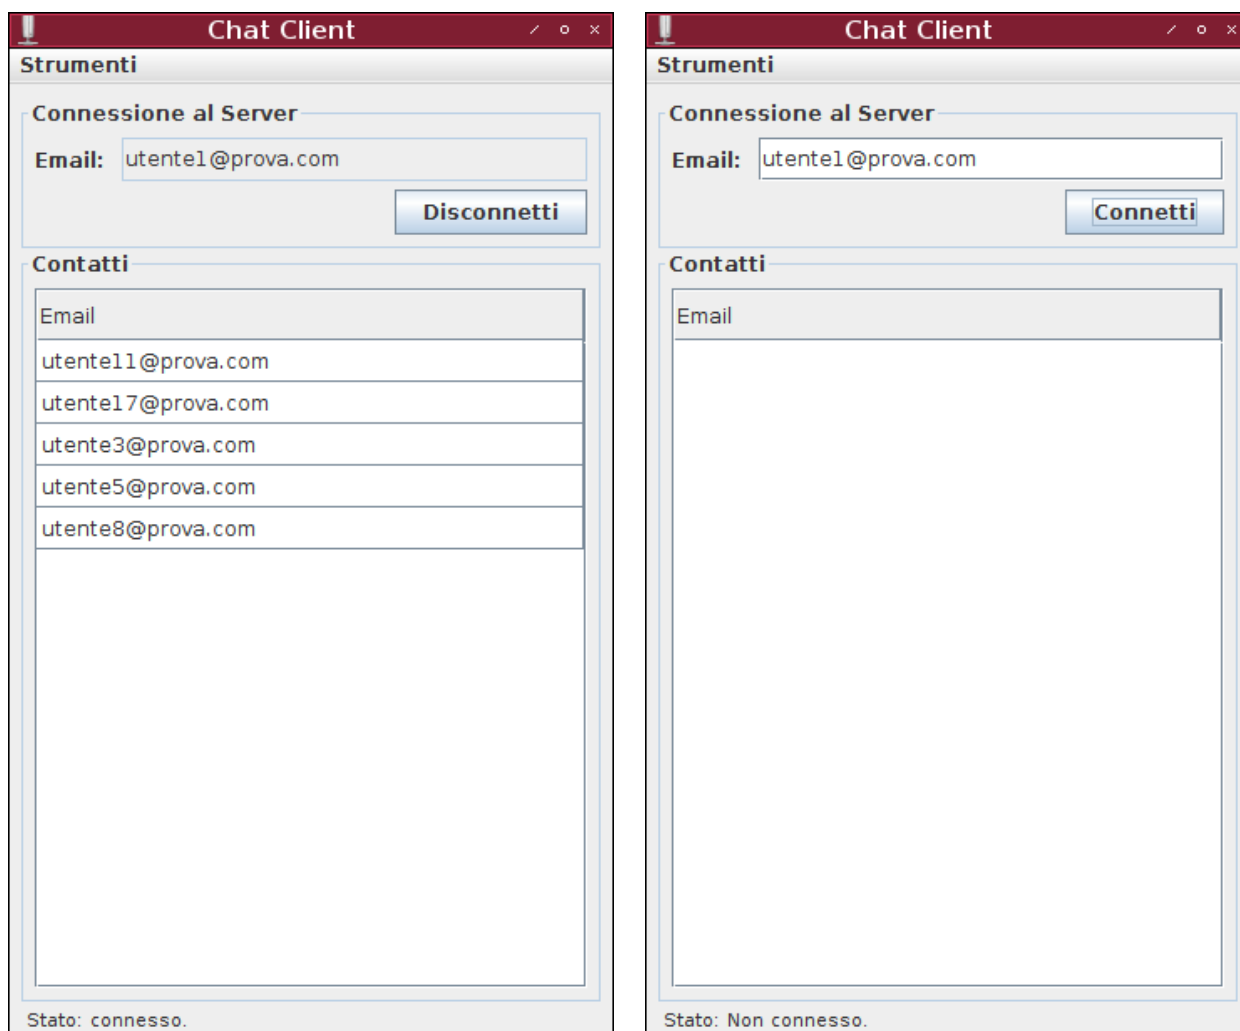 Chat Client
Strumenti
Connessione al Server
Email: utente1@prova.com
Disconnetti
Contatti
Email
utente11@prova.com
utente17@prova.com
utente3@prova.com
utente5@prova.com
utente8@prova.com
Stato: connesso.
Chat Client
Strumenti
Connessione al Server
Email: utente1@prova.com
Connetti
Contatti
Email
Stato: Non connesso.